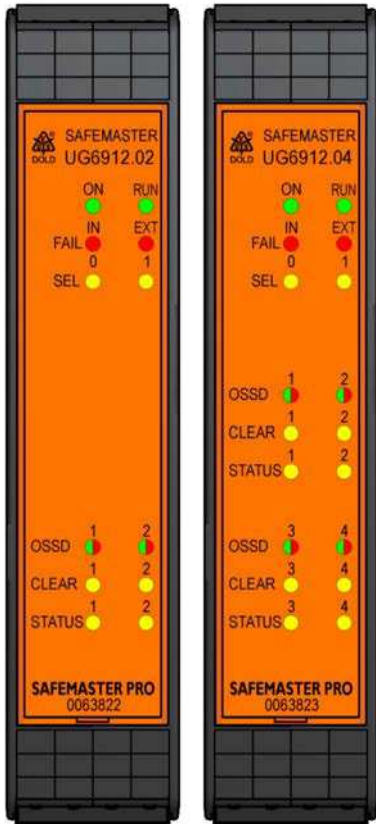 SAFEMASTER
DOLD UG6912.02
ON RUN
IN EXT
FAIL
0 1
SEL
1 2
OSSD
1 2
CLEAR
1 2
STATUS
SAFEMASTER PRO
0063822
SAFEMASTER
DOLD UG6912.04
ON RUN
IN EXT
FAIL
0 1
SEL
1 2
OSSD
1 2
CLEAR
1 2
STATUS
3 4
OSSD
3 4
CLEAR
3 4
STATUS
SAFEMASTER PRO
0063823